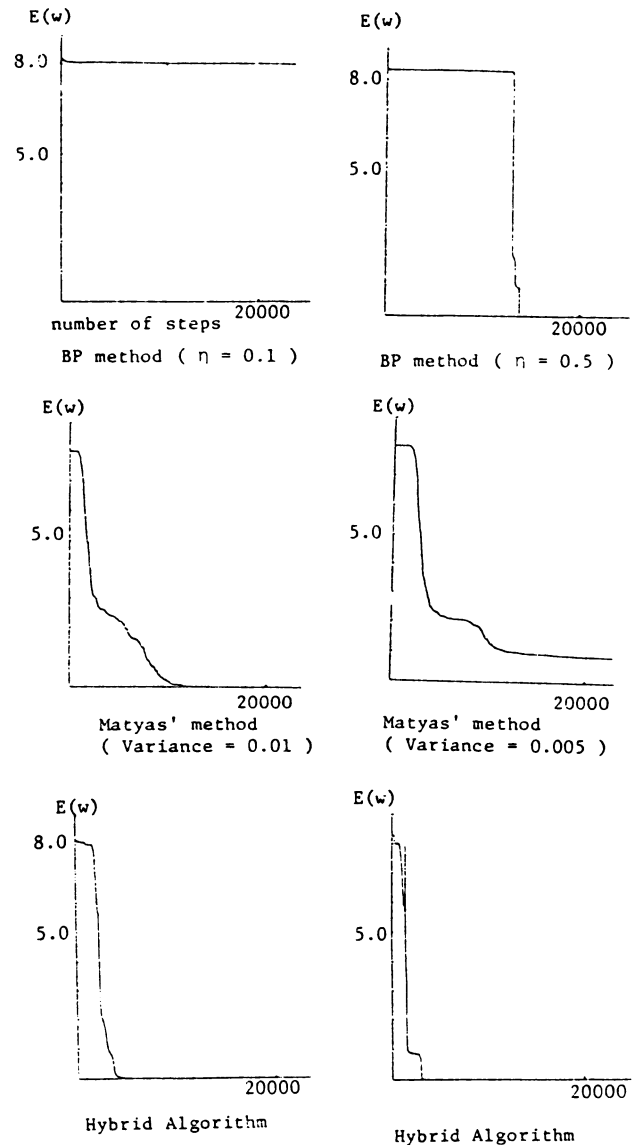 E(w)
8.0
5.0
20000
number of steps
BP method ( η = 0.1 )
E(w)
8.0
5.0
20000
BP method ( η = 0.5 )
E(w)
5.0
20000
Matyas' method
( Variance = 0.01 )
E(w)
5.0
20000
Matyas' method
( Variance = 0.005 )
E(w)
8.0
5.0
20000
Hybrid Algorithm
E(w)
5.0
20000
Hybrid Algorithm